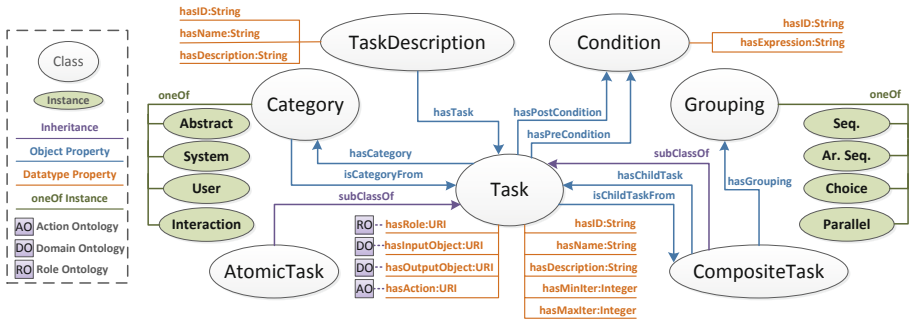 Class
Instance
Inheritance
Object Property
Datatype Property
oneOf Instance
AO Action Ontology
DO Domain Ontology
RO Role Ontology
hasID:String
hasName:String
hasDescription:String
TaskDescription
Condition
hasID:String
hasExpression:String
oneOf
Category
Abstract
System
User
Interaction
hasTask
hasPostCondition
hasPreCondition
Grouping
oneOf
Seq.
Ar. Seq.
Choice
Parallel
hasCategory
isCategoryFrom
subClassOf
Task
subClassOf
hasChildTask
isChildTaskFrom
hasGrouping
AtomicTask
RO hasRole:URI
DO hasInputObject:URI
DO hasOutputObject:URI
AO hasAction:URI
hasID:String
hasName:String
hasDescription:String
hasMinIter:Integer
hasMaxIter:Integer
CompositeTask